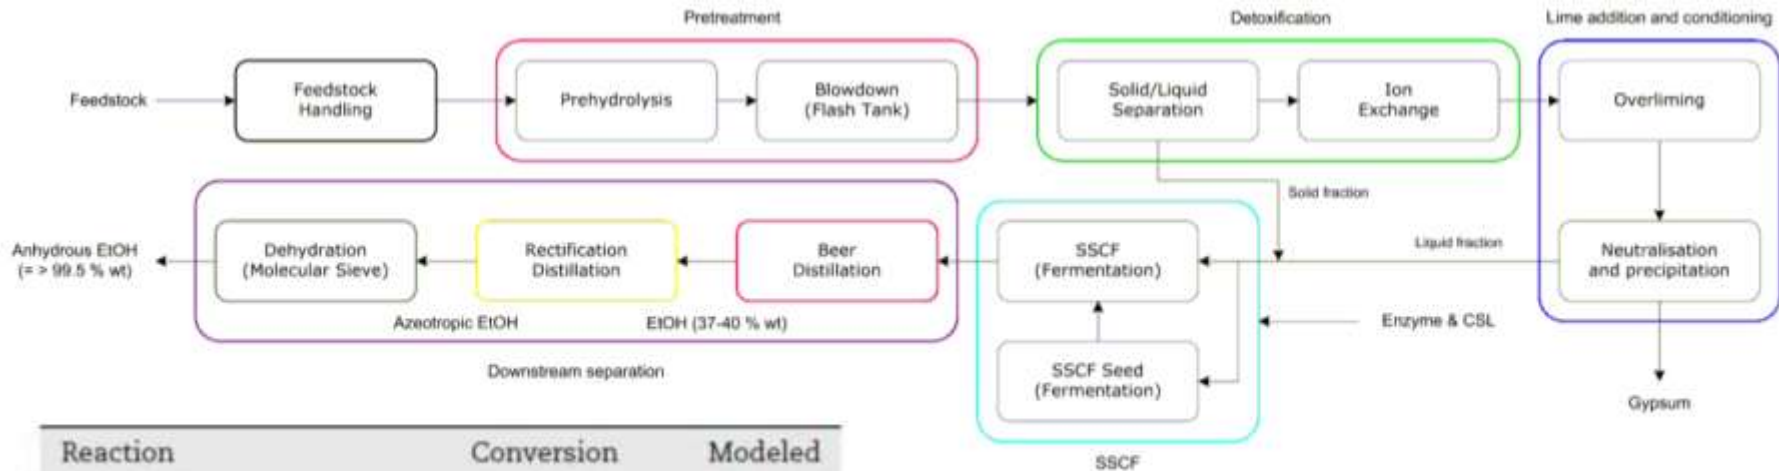 Pretreatment
Detoxification
Lime addition and conditioning
Feedstock
Feedstock
Handling
Prehydrolysis
Blowdown
(Flash Tank)
Solid/Liquid
Separation
Ion
Exchange
Overliming
Solid fraction
Anhydrous EtOH
(= > 99.5 % wt)
Dehydration
(Molecular Sieve)
Rectification
Distillation
Beer
Distillation
SSCF
(Fermentation)
Liquid fraction
Neutralisation
and precipitation
Azeotropic EtOH
EtOH (37-40 % wt)
Enzyme & CSL
Downstream separation
SSCF Seed
(Fermentation)
Gypsum
SSCF
Reaction Conversion Modeled